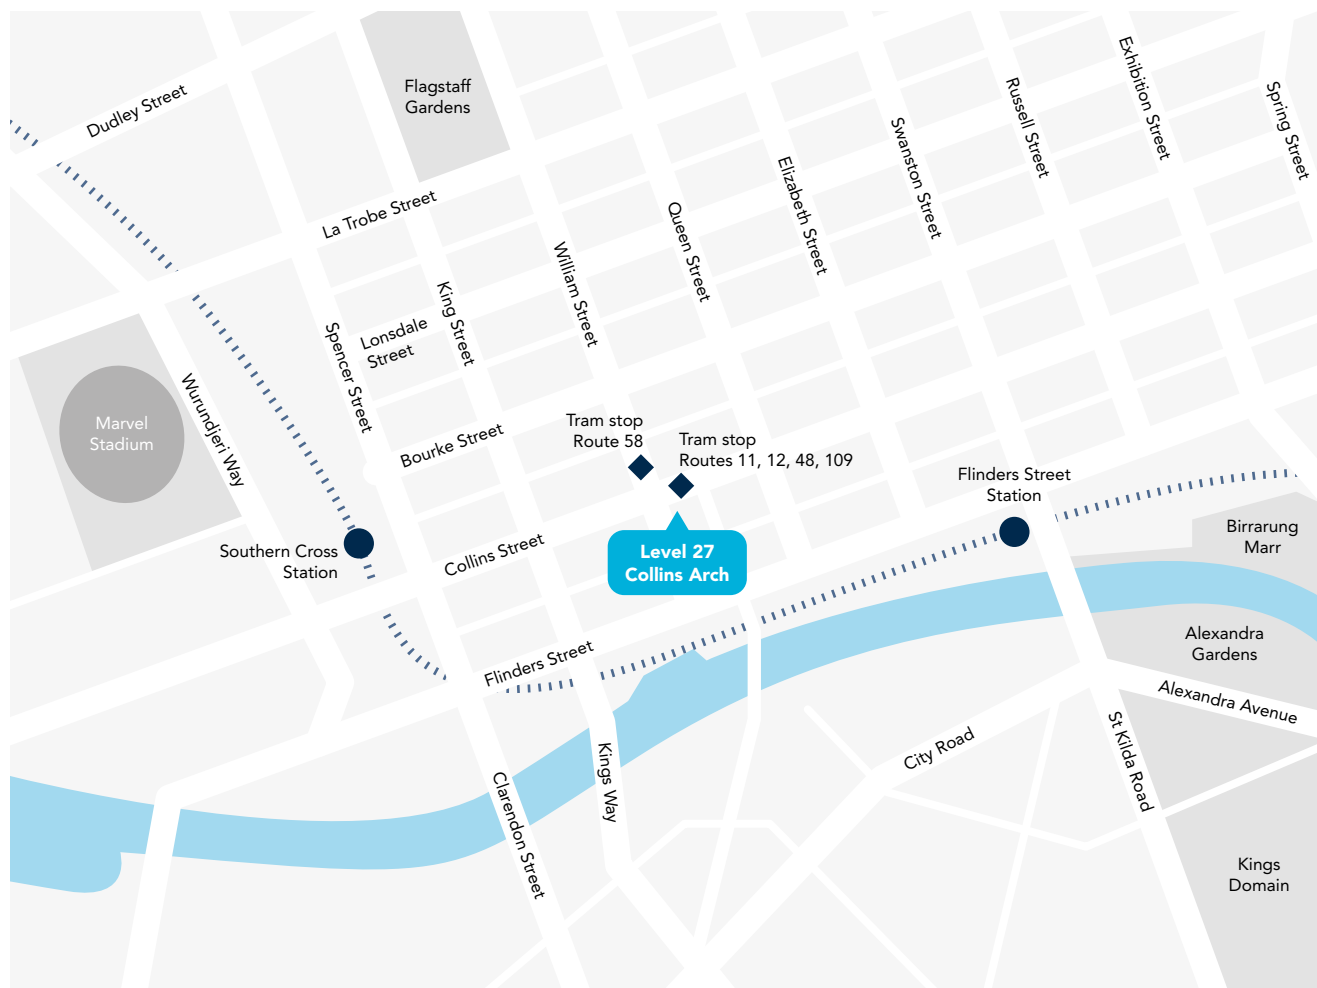 Flagstaff
Gardens
Dudley Street
Exhibition Street
Russell Street
Spring Street
Swanston Street
Elizabeth Street
La Trobe Street
Queen Street
William Street
King Street
Lonsdale
Street
Spencer Street
Wurundjeri Way
Marvel
Stadium
Bourke Street
Tram stop
Route 58
Tram stop
Routes 11, 12, 48, 109
Flinders Street
Station
Birrarung
Marr
Southern Cross
Station
Collins Street
Level 27
Collins Arch
Flinders Street
Alexandra
Gardens
Alexandra Avenue
City Road
St Kilda Road
Kings Way
Clarendon Street
Kings
Domain